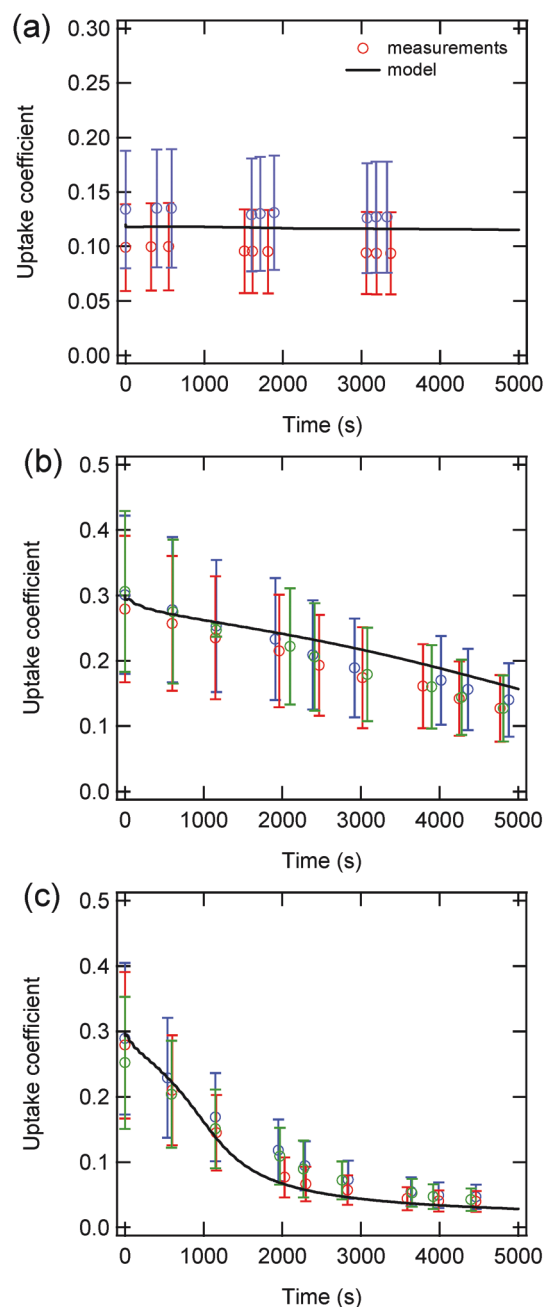 (a)
0.30
0.25
0.20
0.15
0.10
0.05
0.00
Uptake coefficient
measurements
model
0 1000 2000 3000 4000 5000
Time (s)
(b)
0.5
0.4
0.3
0.2
0.1
0.0
Uptake coefficient
0 1000 2000 3000 4000 5000
Time (s)
(c)
0.5
0.4
0.3
0.2
0.1
0.0
Uptake coefficient
0 1000 2000 3000 4000 5000
Time (s)